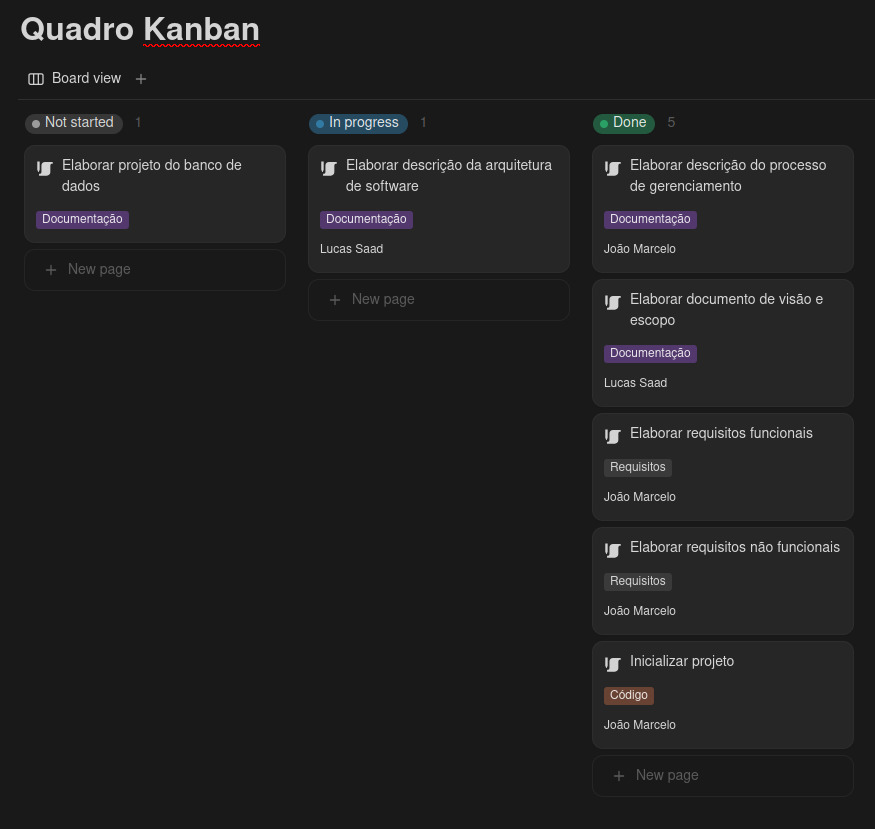 Quadro Kanban
Board view
Not started 1
Elaborar projeto do banco de
dados
Documentação
New page
In progress 1
Elaborar descrição da arquitetura
de software
Documentação
Lucas Saad
New page
Done 5
Elaborar descrição do processo
de gerenciamento
Documentação
João Marcelo
Elaborar documento de visão e
escopo
Documentação
Lucas Saad
Elaborar requisitos funcionais
Requisitos
João Marcelo
Elaborar requisitos não funcionais
Requisitos
João Marcelo
Inicializar projeto
Código
João Marcelo
New page